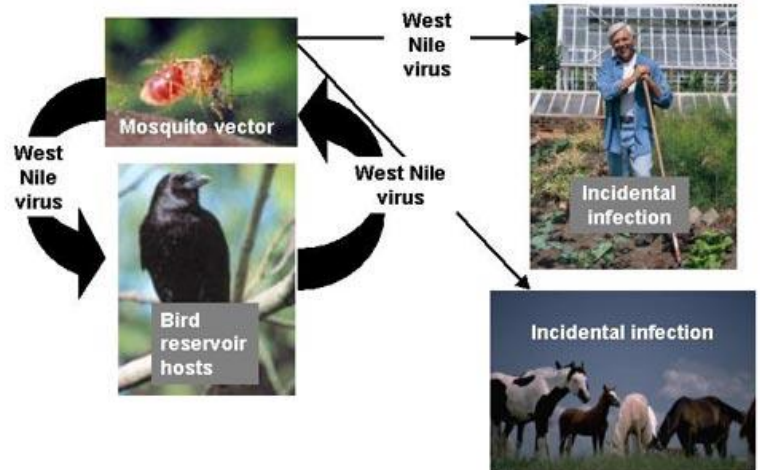 West
Nile
virus
Mosquito vector
West
Nile
virus
West Nile
virus
Incidental
infection
Bird
reservoir
hosts
Incidental infection